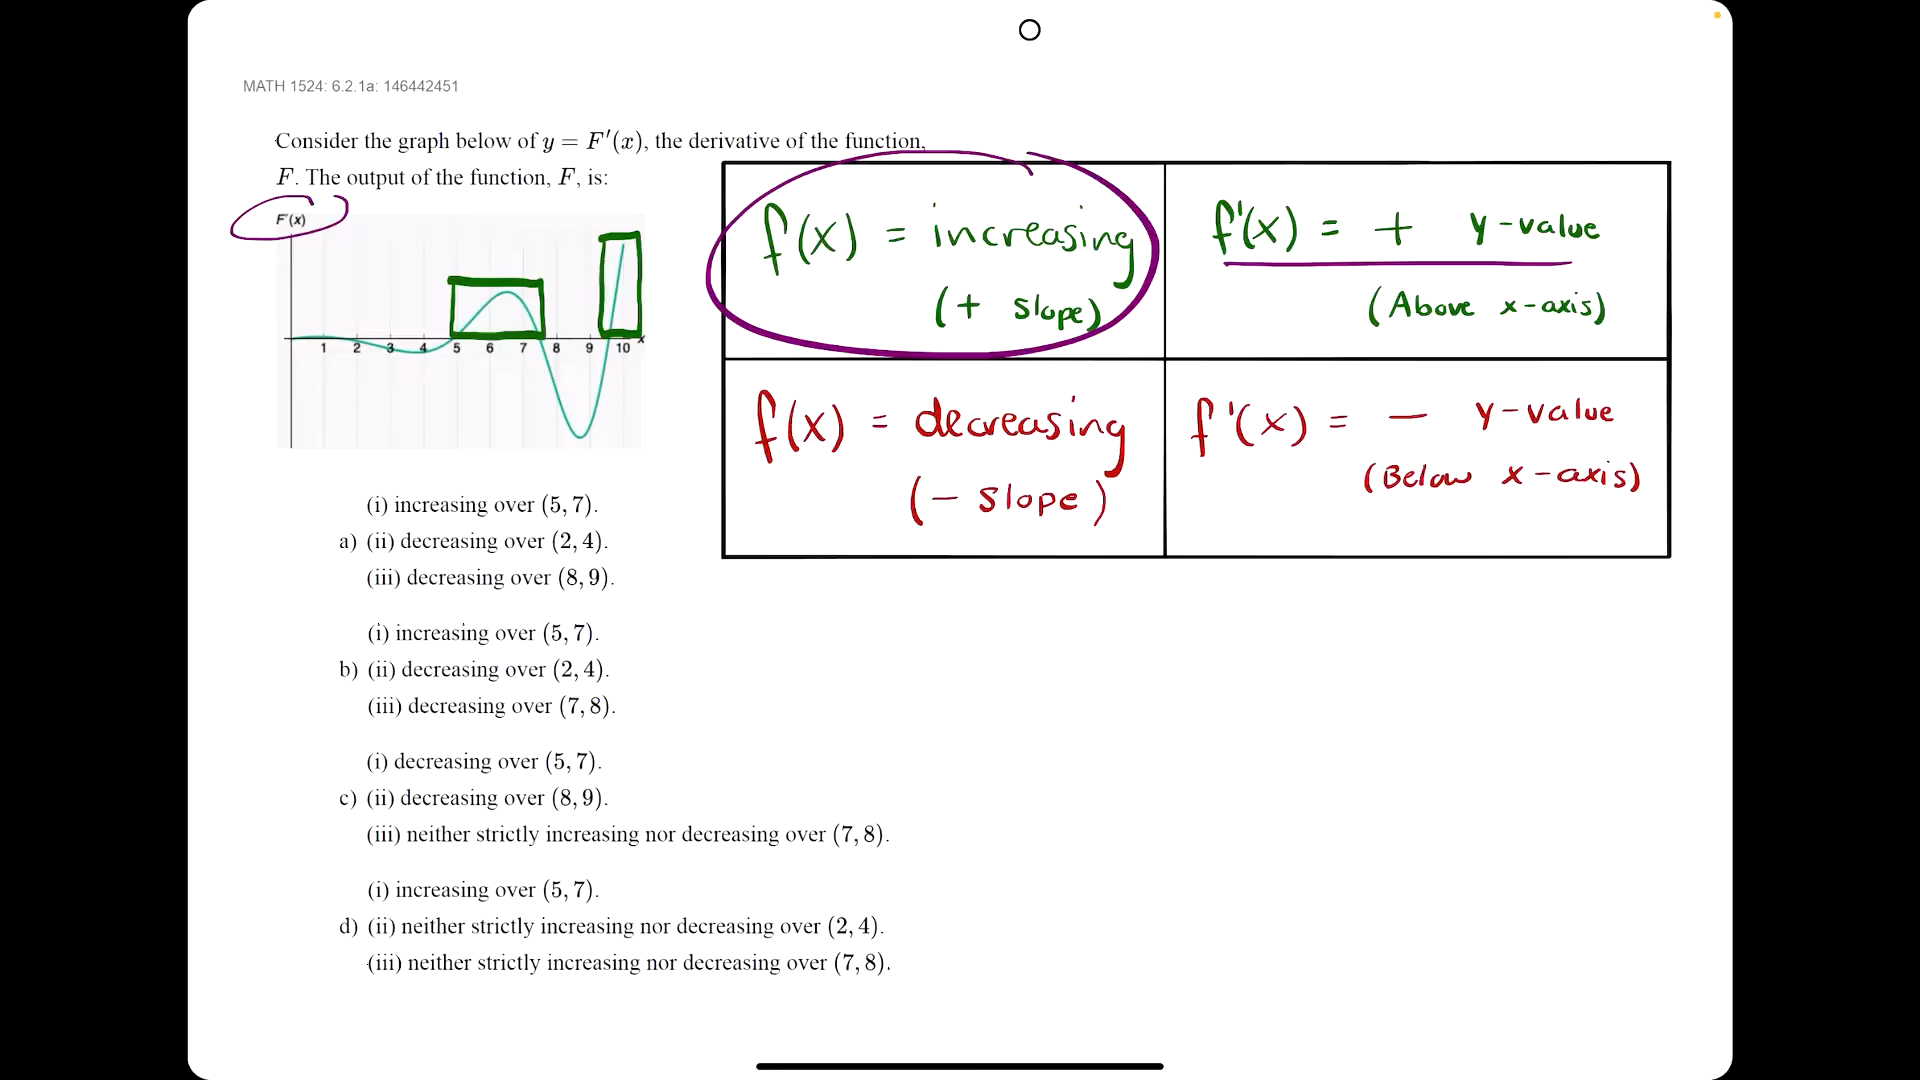 MATH 1524: 6.2.1a: 146442451
Consider the graph below of y = F′(x), the derivative of the function,
F. The output of the function, F, is:
F'(x)
x
1 2 3 4 5 6 7 8 9 10
f(x) = increasing
(+ slope)
f'(x) = + y-value
(Above x-axis)
f(x) = decreasing
(- slope)
f'(x) = — y-value
(Below x-axis)
(i) increasing over (5, 7).
a) (ii) decreasing over (2, 4).
(iii) decreasing over (8, 9).
(i) increasing over (5, 7).
b) (ii) decreasing over (2, 4).
(iii) decreasing over (7, 8).
(i) decreasing over (5, 7).
c) (ii) decreasing over (8, 9).
(iii) neither strictly increasing nor decreasing over (7, 8).
(i) increasing over (5, 7).
d) (ii) neither strictly increasing nor decreasing over (2, 4).
(iii) neither strictly increasing nor decreasing over (7, 8).